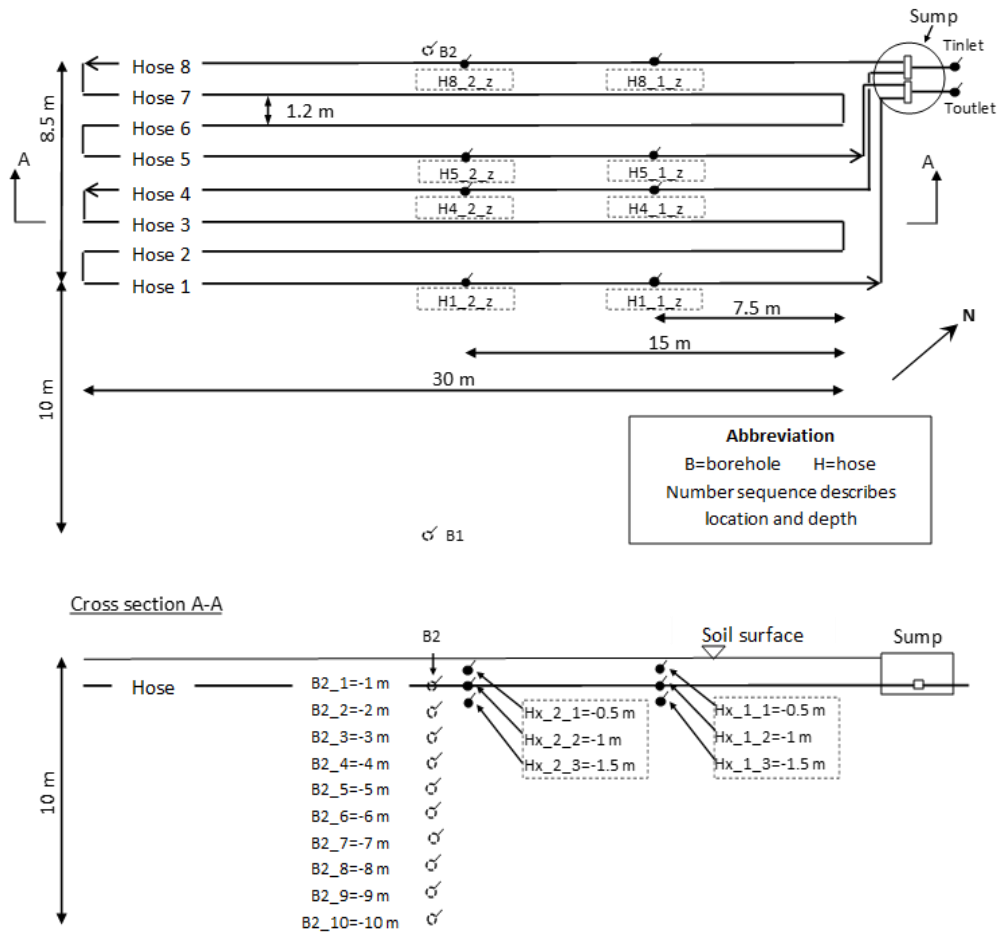 Sump
Tinlet
Toutlet
B2
Hose 8
H8_2_z
H8_1_z
Hose 7
1.2 m
Hose 6
8.5 m
Hose 5
A
A
H5_2_z
H5_1_z
Hose 4
H4_2_z
H4_1_z
Hose 3
Hose 2
Hose 1
H1_2_z
H1_1_z
7.5 m
N
15 m
30 m
10 m
Abbreviation
B=borehole H=hose
Number sequence describes
location and depth
B1
Cross section A-A
B2
Soil surface
Sump
Hose
B2_1=-1 m
B2_2=-2 m
B2_3=-3 m
B2_4=-4 m
B2_5=-5 m
B2_6=-6 m
B2_7=-7 m
B2_8=-8 m
B2_9=-9 m
B2_10=-10 m
Hx_2_1=-0.5 m
Hx_2_2=-1 m
Hx_2_3=-1.5 m
Hx_1_1=-0.5 m
Hx_1_2=-1 m
Hx_1_3=-1.5 m
10 m